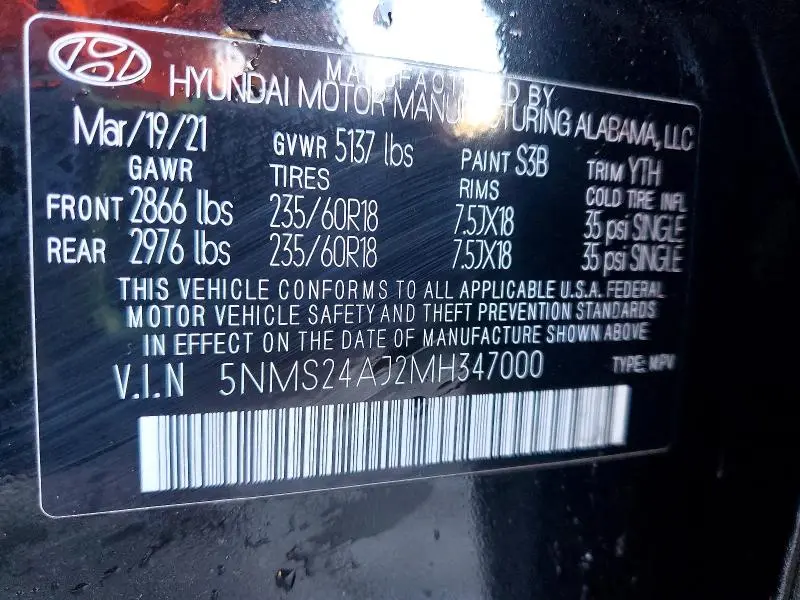 MANUFACTURED BY
HYUNDAI MOTOR MANUFACTURING ALABAMA, LLC
Mar/19/21 GVWR 5137 lbs PAINT S3B TRIM YTH
GAWR TIRES RIMS COLD TIRE INFL
FRONT 2866 lbs 235/60R18 7.5JX18 35 psi SINGLE
REAR 2976 lbs 235/60R18 7.5JX18 35 psi SINGLE
THIS VEHICLE CONFORMS TO ALL APPLICABLE U.S.A. FEDERAL
MOTOR VEHICLE SAFETY AND THEFT PREVENTION STANDARDS
IN EFFECT ON THE DATE OF MANUFACTURE SHOWN ABOVE
V.I.N 5NMS24AJ2MH347000 TYPE: MPV